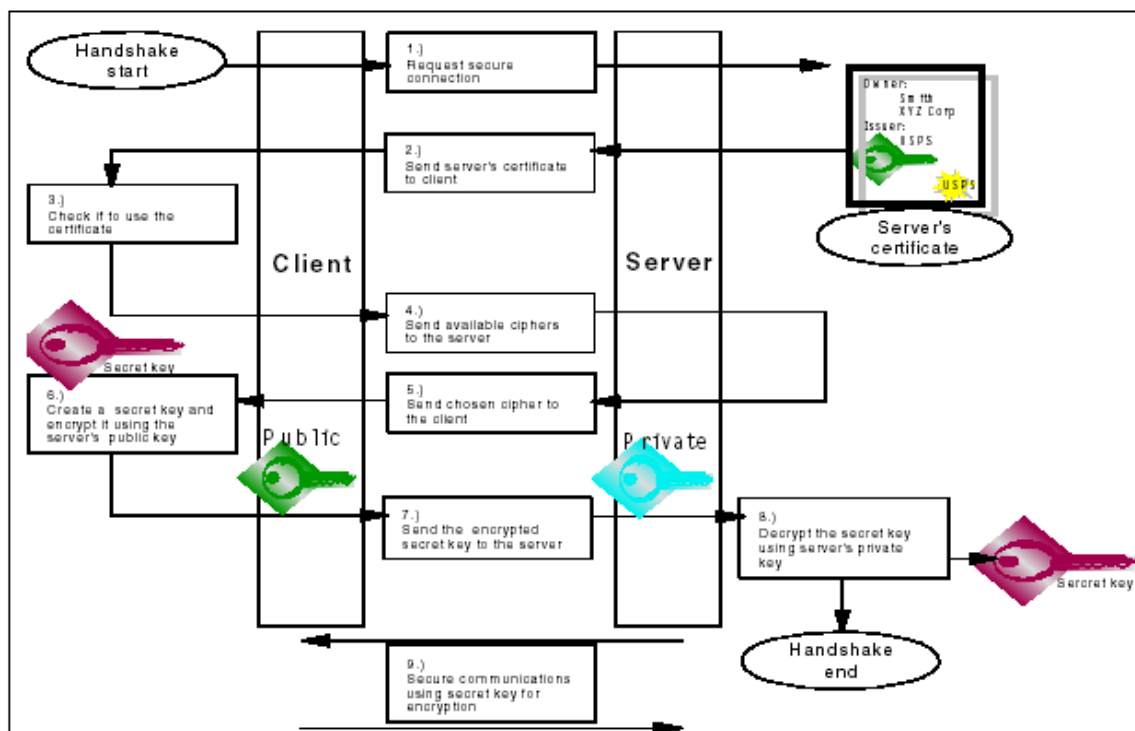 Handshake
start
1.)
Request secure
connection
Owner:
Smith
XYZ Corp
Issuer:
USPS
USPS
Server's
certificate
2.)
Send server's certificate
to client
3.)
Check if to use the
certificate
Client
Server
4.)
Send available ciphers
to the server
Secret key
5.)
Send chosen cipher to
the client
6.)
Create a secret key and
encrypt it using the
server's public key
Public
Private
7.)
Send the encrypted
secret key to the server
8.)
Decrypt the secret key
using server's private
key
Sercret key
Handshake
end
9.)
Secure communications
using secret key for
encryption